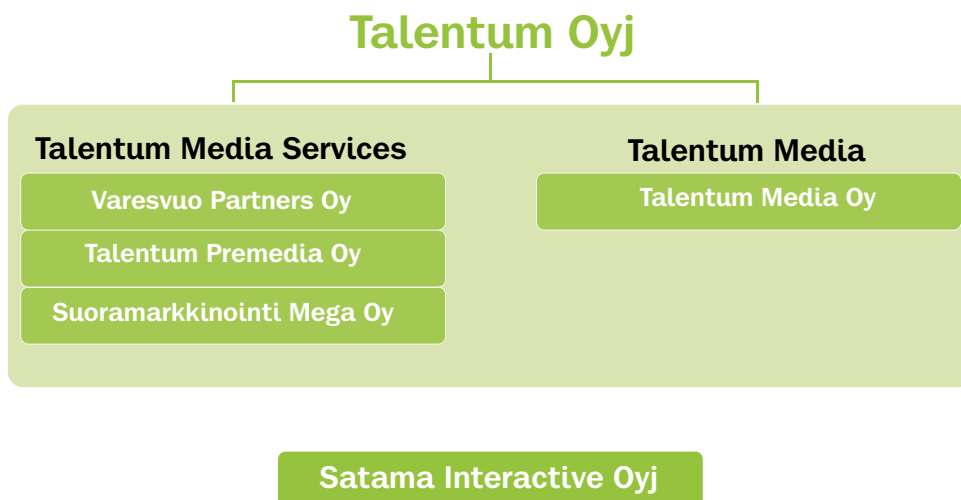 Talentum Oyj
Talentum Media Services
Varesvuo Partners Oy
Talentum Premedia Oy
Suoramarkkinointi Mega Oy
Talentum Media
Talentum Media Oy
Satama Interactive Oyj